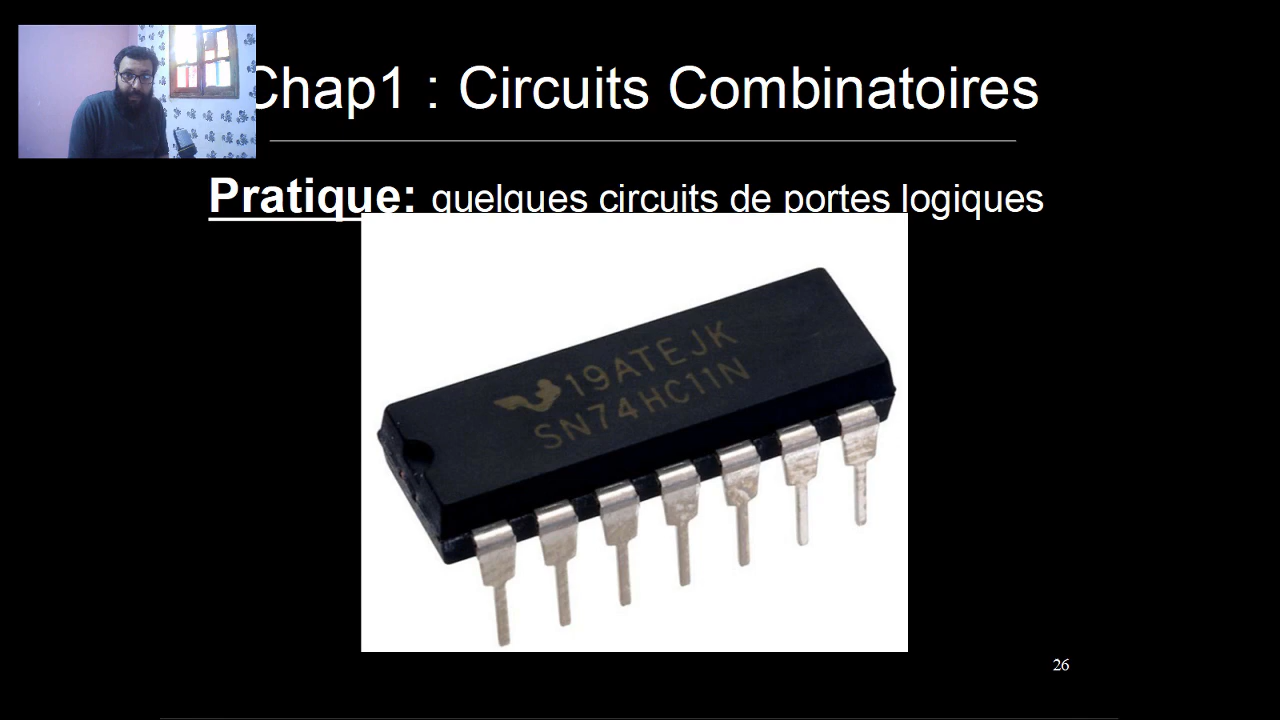 Chap1 : Circuits Combinatoires
Pratique: quelques circuits de portes logiques
19ATEJK
SN74HC11N
26